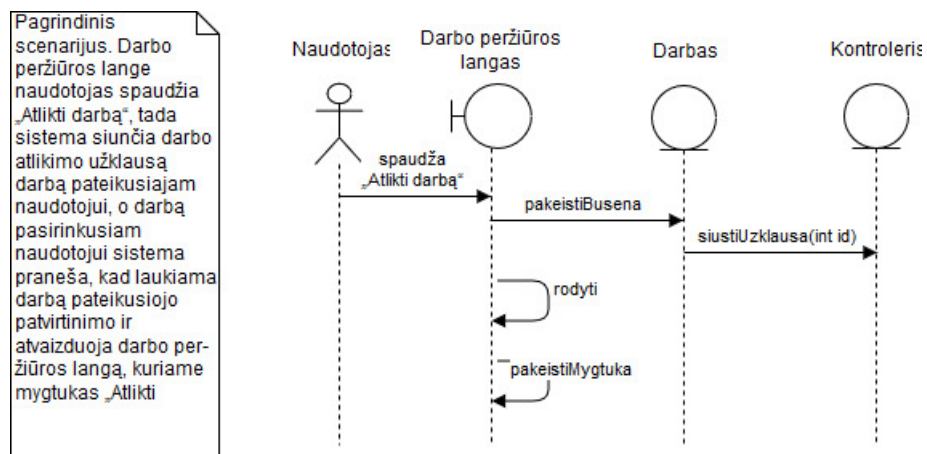 Pagrindinis
scenarijus. Darbo
peržiūros lange
naudotojas spaudžia
„Atlikti darbą“, tada
sistema siunčia darbo
atlikimo užklausą
darbą pateikusiajam
naudotojui, o darbą
pasirinkusiam
naudotojui sistema
praneša, kad laukiama
darbą pateikusiojo
patvirtinimo ir
atvaizduoja darbo per-
žiūros langą, kuriame
mygtukas „Atlikti
Naudotojas
Darbo peržiūros
langas
Darbas
Kontroleris
spaudža
„Atlikti darbą“
pakeistiBusena
siustiUzklausa(int id)
rodyti
pakeistiMygtuka